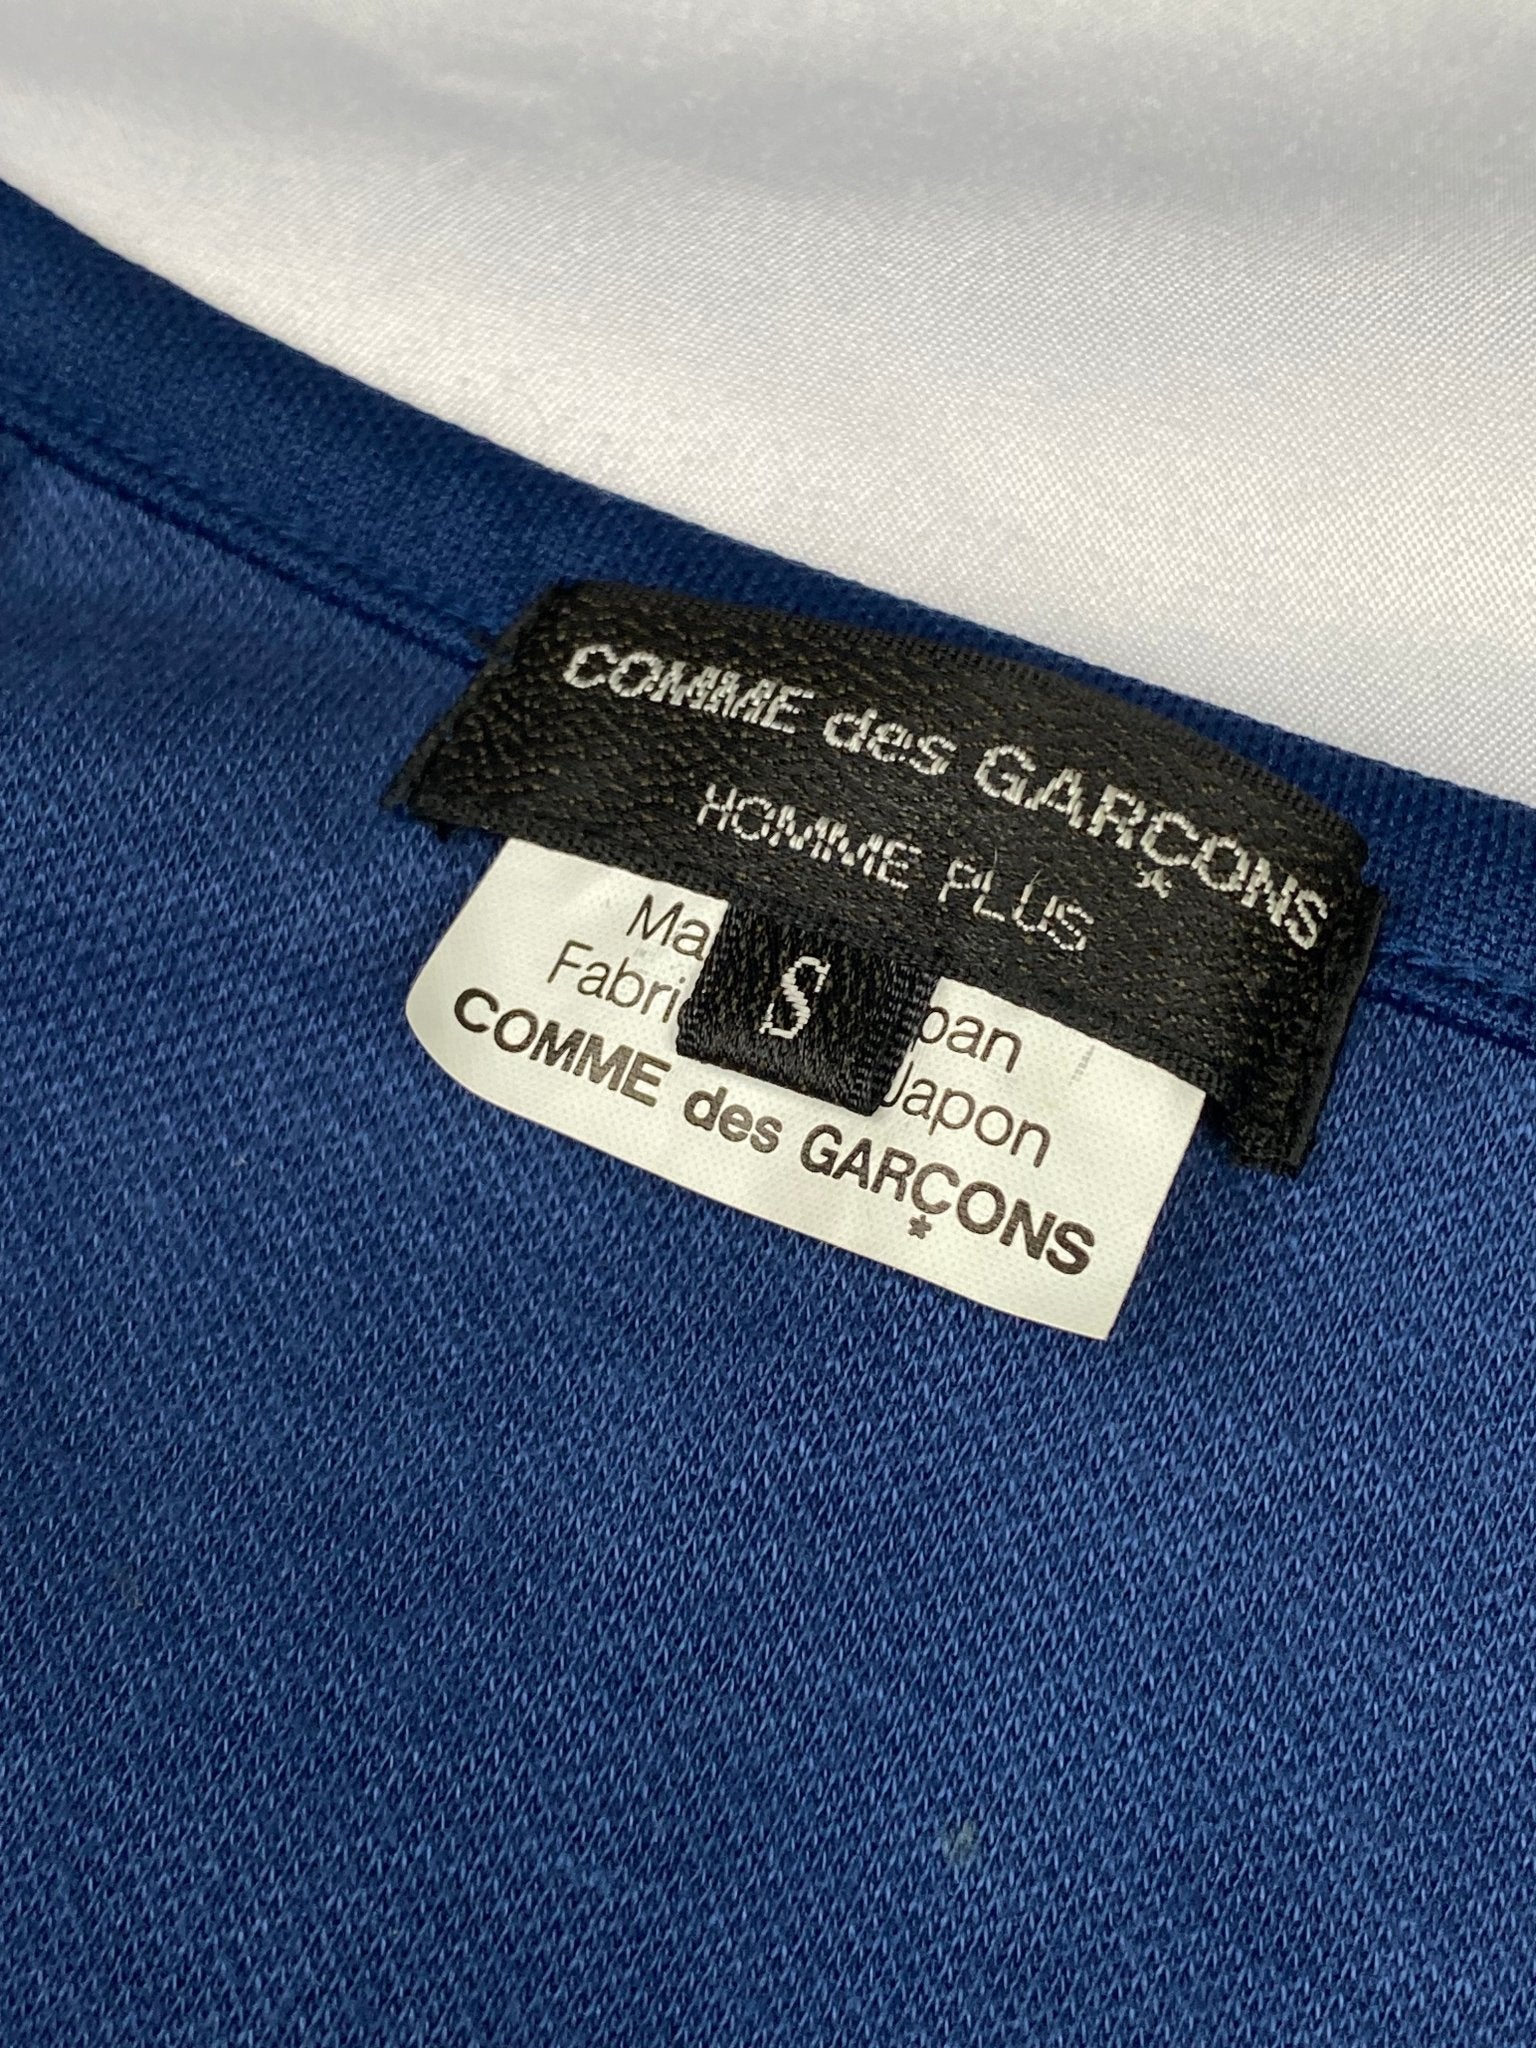 COMME des GARÇONS
HOMME PLUS
S
Ma pan
Fabri Japon
COMME des GARÇONS